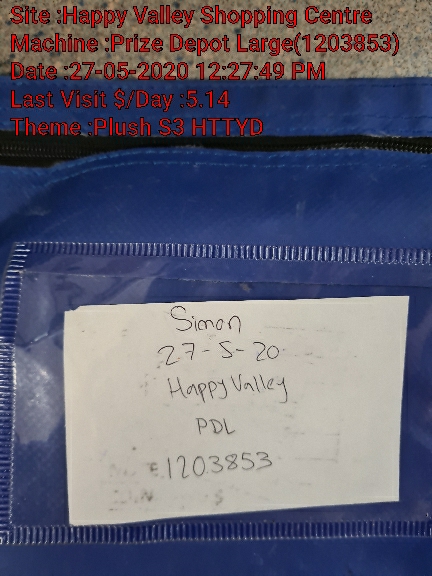 Site :Happy Valley Shopping Centre
Machine :Prize Depot Large(1203853)
Date :27-05-2020 12:27:49 PM
Last Visit $/Day :5.14
Theme :Plush S3 HTTYD
Simon
27-5-20
Happy Valley
PDL
1203853